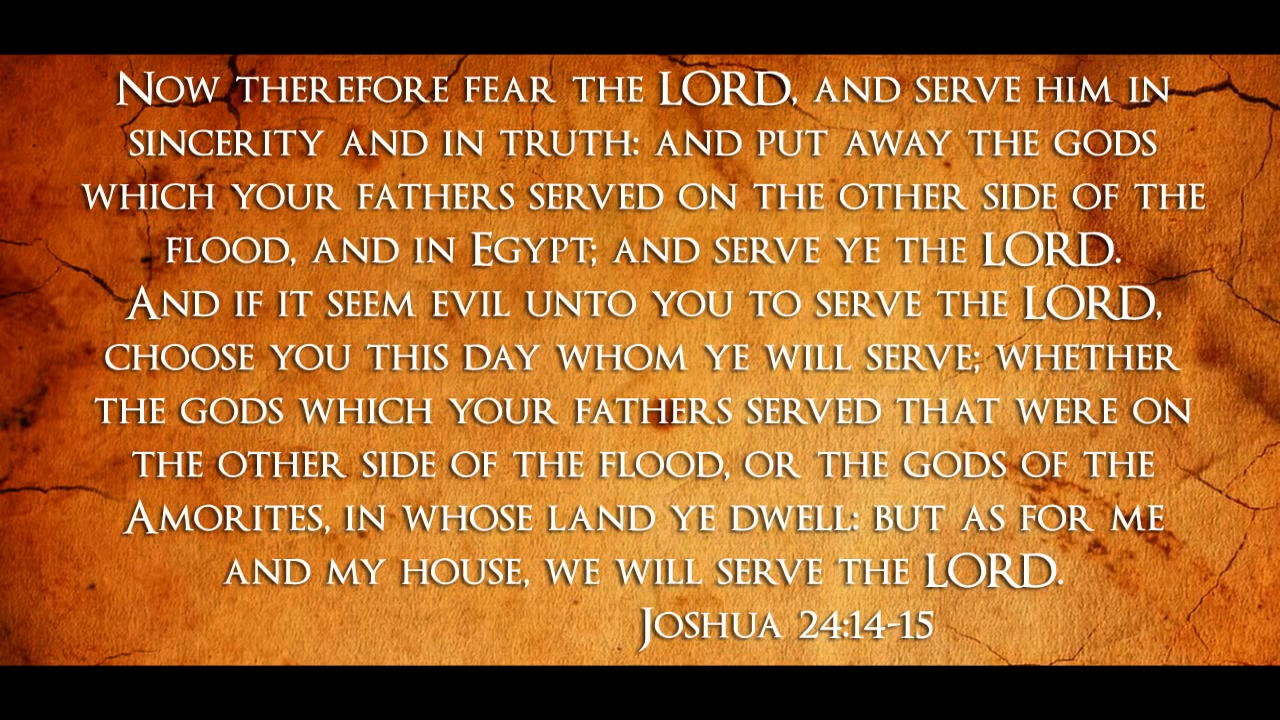 Now therefore fear the LORD, and serve him in
sincerity and in truth: and put away the gods
which your fathers served on the other side of the
flood, and in Egypt; and serve ye the LORD.
And if it seem evil unto you to serve the LORD,
choose you this day whom ye will serve; whether
the gods which your fathers served that were on
the other side of the flood, or the gods of the
Amorites, in whose land ye dwell: but as for me
and my house, we will serve the LORD.
Joshua 24:14-15